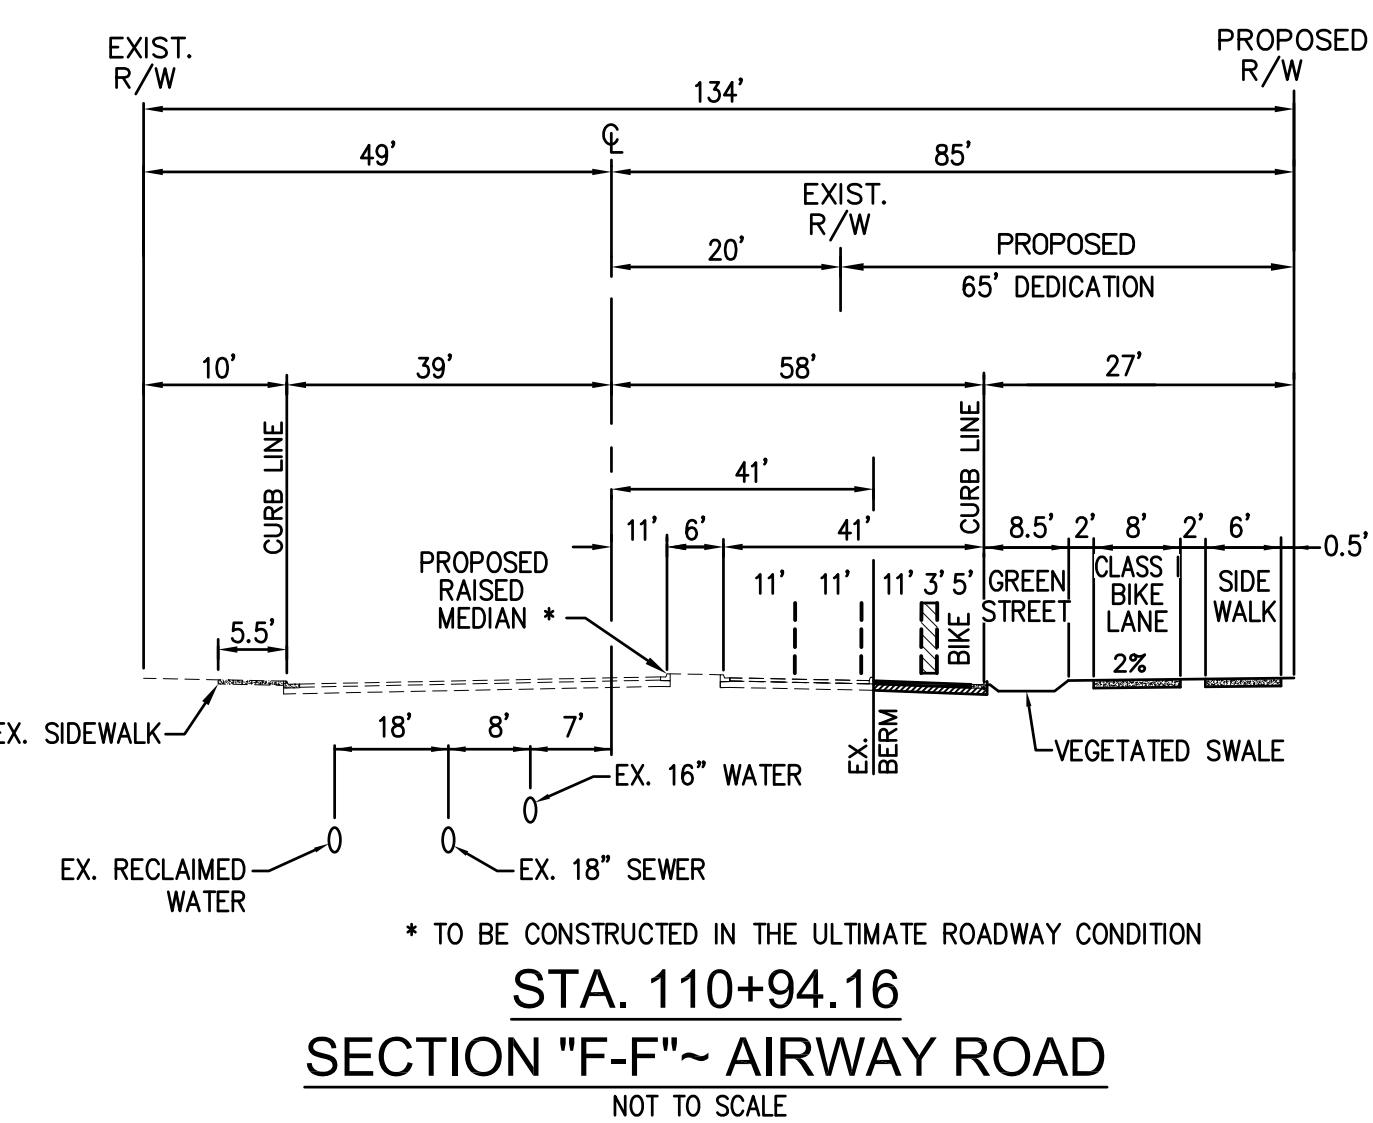 EXIST.
R/W
PROPOSED
R/W
134'
49'
℄
85'
EXIST.
R/W
20'
PROPOSED
65' DEDICATION
10'
39'
58'
27'
CURB LINE
CURB LINE
41'
11'
6'
41'
8.5'
2'
8'
2'
6'
0.5'
PROPOSED
RAISED
MEDIAN *
11'
11'
11'
3'
5'
BIKE
GREEN
STREET
CLASS I
BIKE
LANE
2%
SIDE
WALK
5.5'
EX. SIDEWALK
18'
8'
7'
EX.
BERM
VEGETATED SWALE
EX. 16" WATER
EX. RECLAIMED
WATER
EX. 18" SEWER
* TO BE CONSTRUCTED IN THE ULTIMATE ROADWAY CONDITION
STA. 110+94.16
SECTION "F-F"~ AIRWAY ROAD
NOT TO SCALE